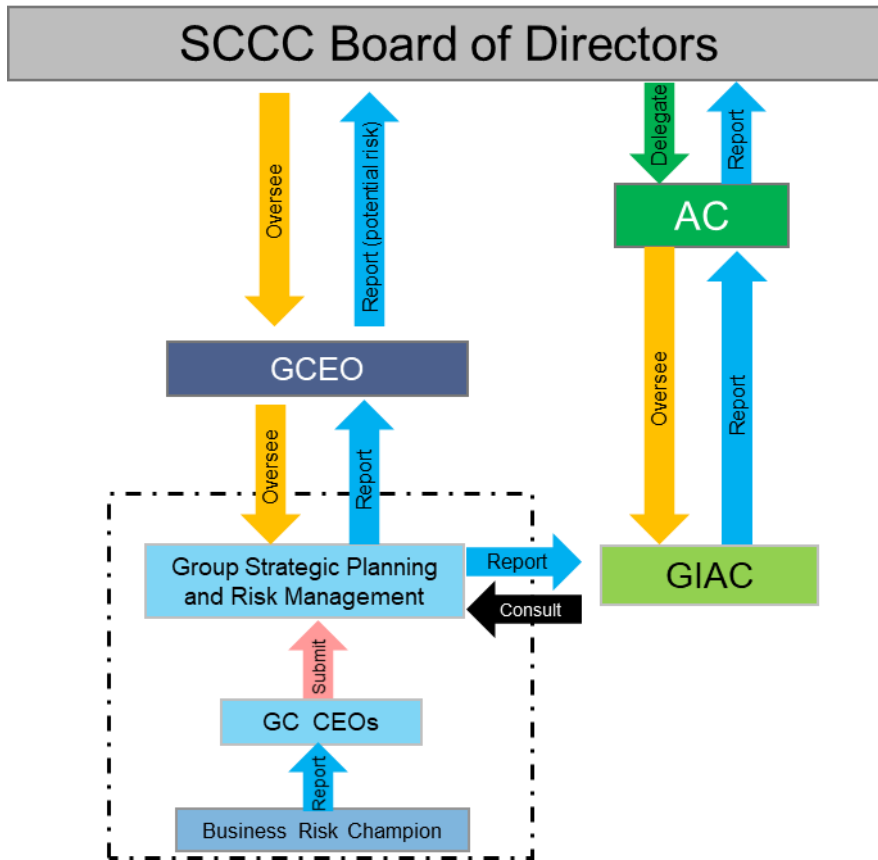 SCCC Board of Directors
Oversee
Report (potential risk)
Delegate
Report
AC
GCEO
Oversee
Report
Oversee
Report
Group Strategic Planning
and Risk Management
Report
Consult
GIAC
Submit
GC CEOs
Report
Business Risk Champion